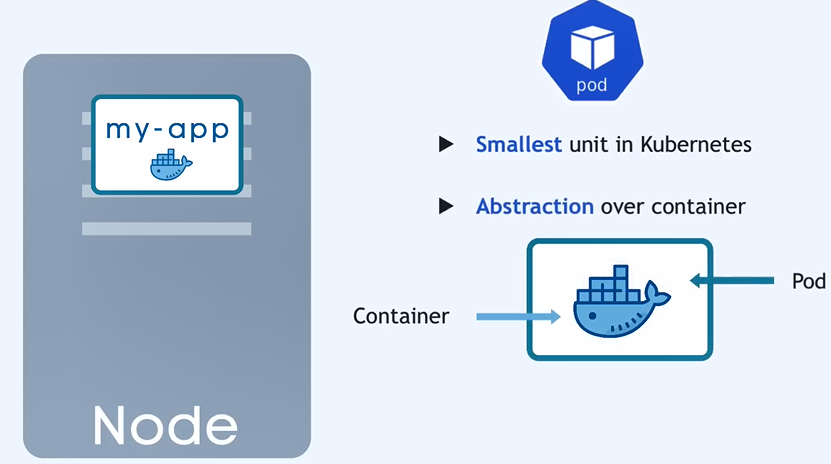 my-app
Node
pod
Smallest unit in Kubernetes
Abstraction over container
Container
Pod